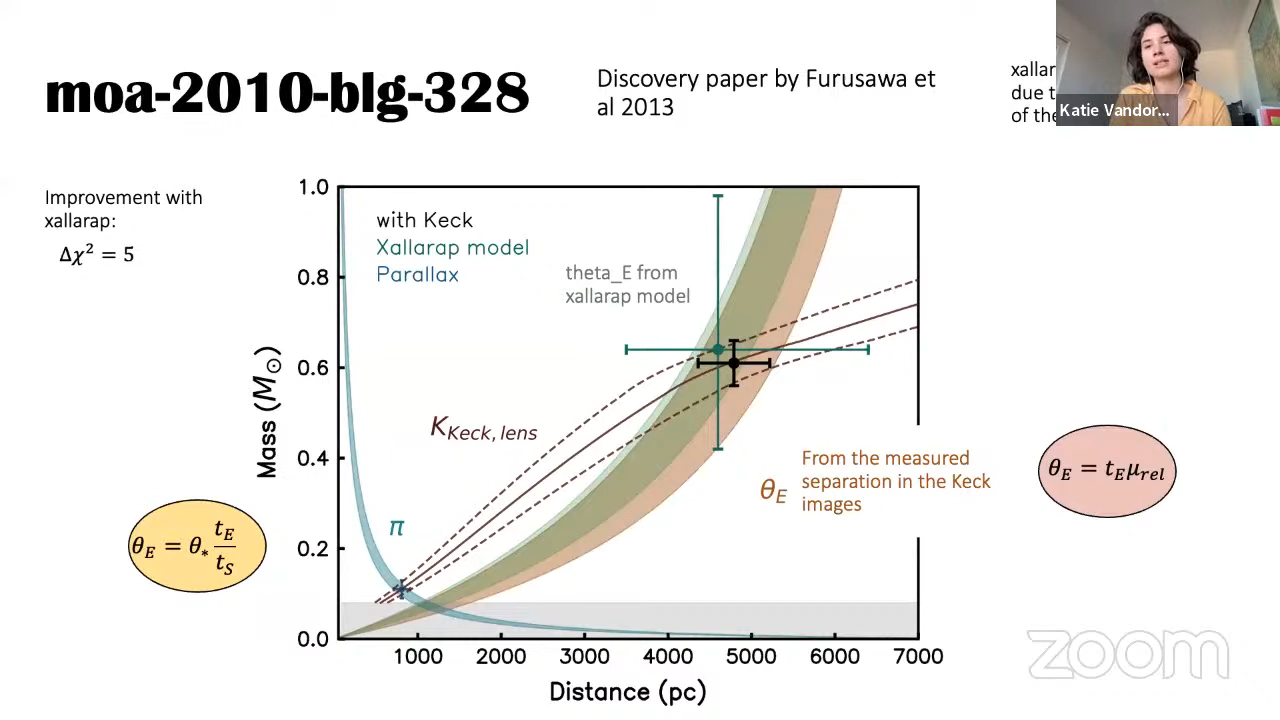 moa-2010-blg-328
Discovery paper by Furusawa et
al 2013
due
of the
Katie Vandor...
Improvement with
xallarap:
Δχ² = 5
with Keck
Xallarap model
Parallax
theta_E from
xallarap model
K_Keck, lens
π
θ_E
From the measured
separation in the Keck
images
θ_E = t_E μ_rel
θ_E = θ_* t_E/t_S
1.0
0.8
0.6
0.4
0.2
0.0
Mass (M☉)
1000 2000 3000 4000 5000 6000 7000
Distance (pc)
zoom